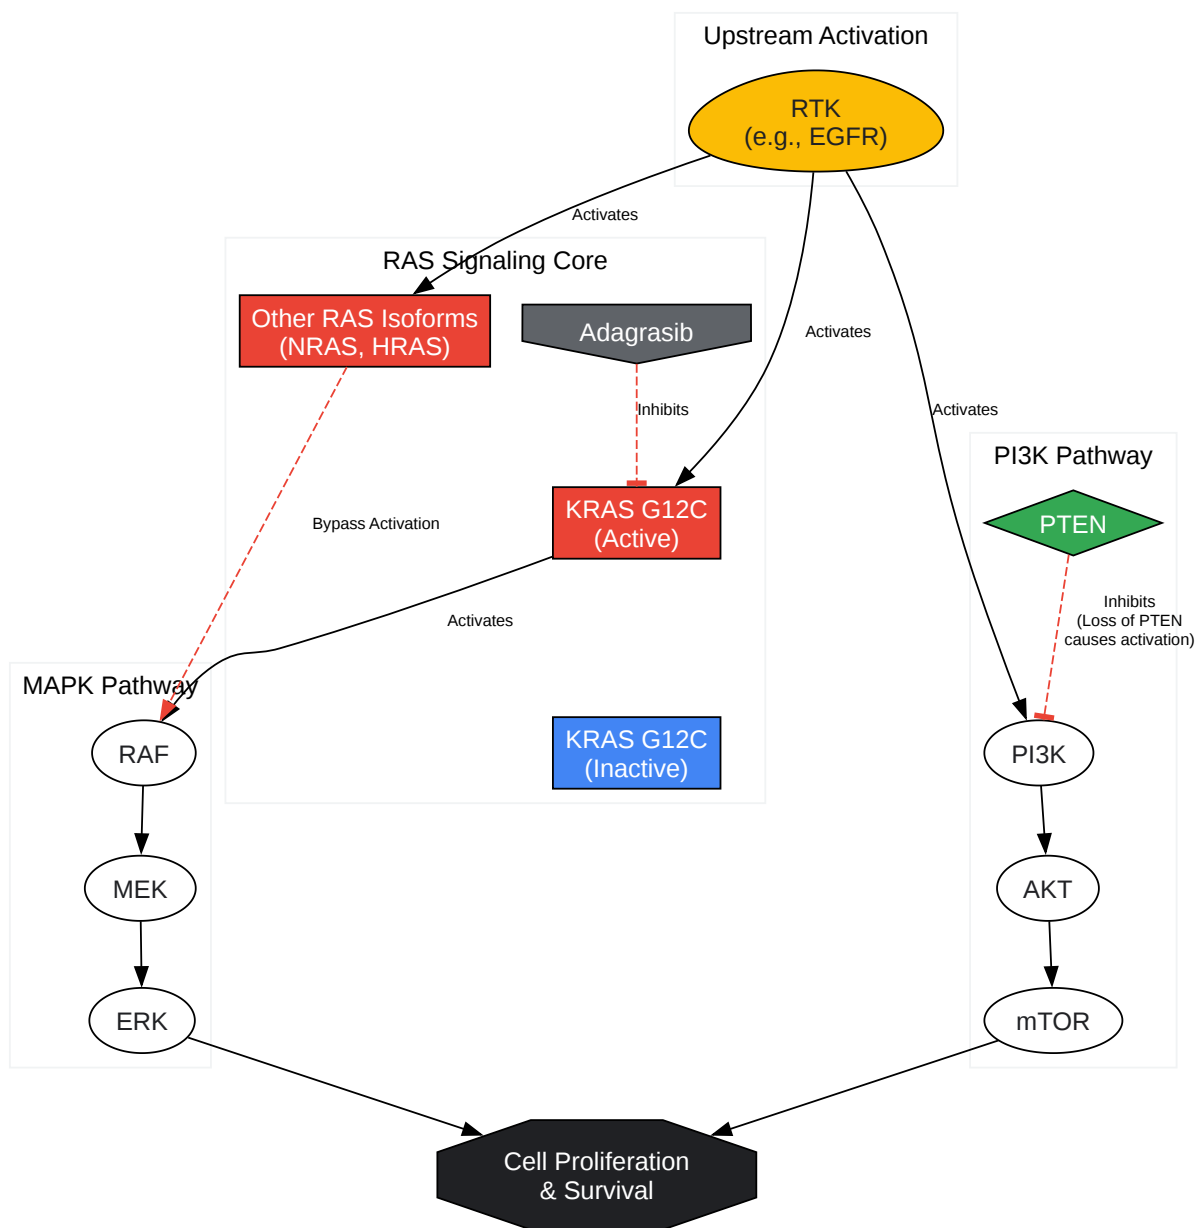 Upstream Activation
RTK
(e.g., EGFR)
Activates
RAS Signaling Core
Other RAS Isoforms
(NRAS, HRAS)
Adagrasib
Activates
Inhibits
Activates
PI3K Pathway
KRAS G12C
(Active)
PTEN
Bypass Activation
Inhibits
(Loss of PTEN
causes activation)
Activates
MAPK Pathway
RAF
KRAS G12C
(Inactive)
PI3K
MEK
AKT
ERK
mTOR
Cell Proliferation
& Survival